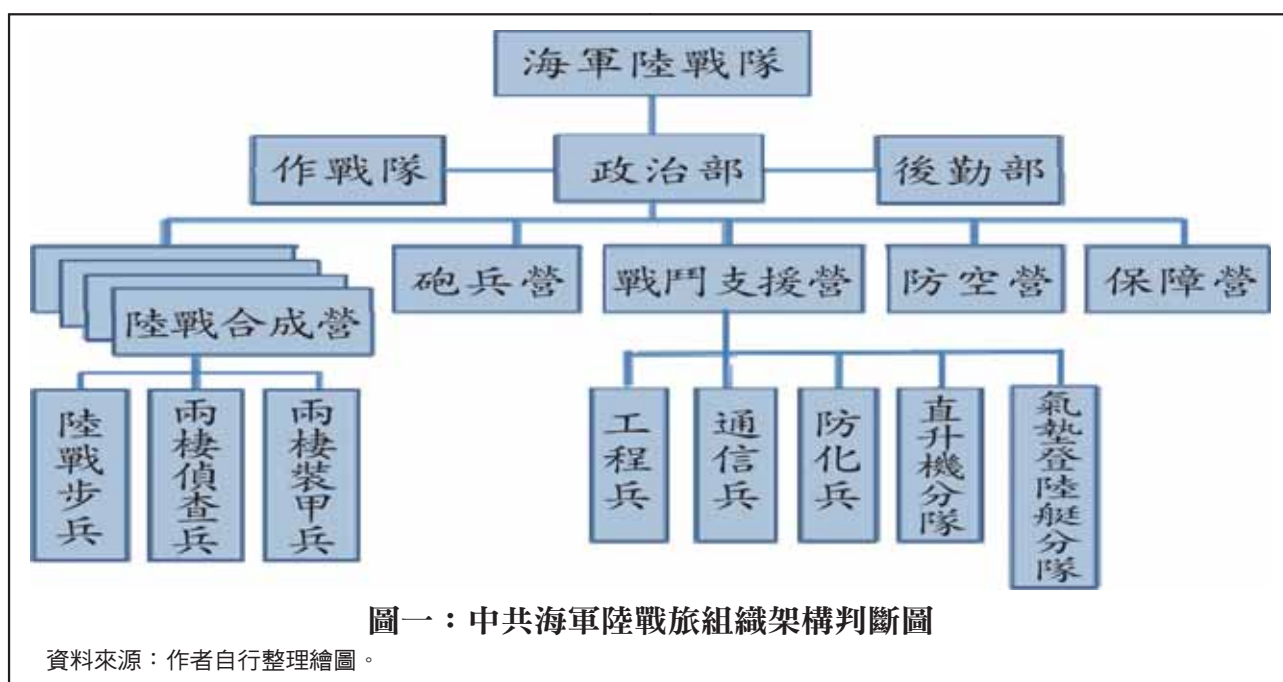 海軍陸戰隊
作戰隊
政治部
後勤部
陸戰合成營
砲兵營
戰鬥支援營
防空營
保障營
陸戰步兵
兩棲偵查兵
兩棲裝甲兵
工程兵
通信兵
防化兵
直升機分隊
氣墊登陸艇分隊
圖一：中共海軍陸戰旅組織架構判斷圖
資料來源：作者自行整理繪圖。